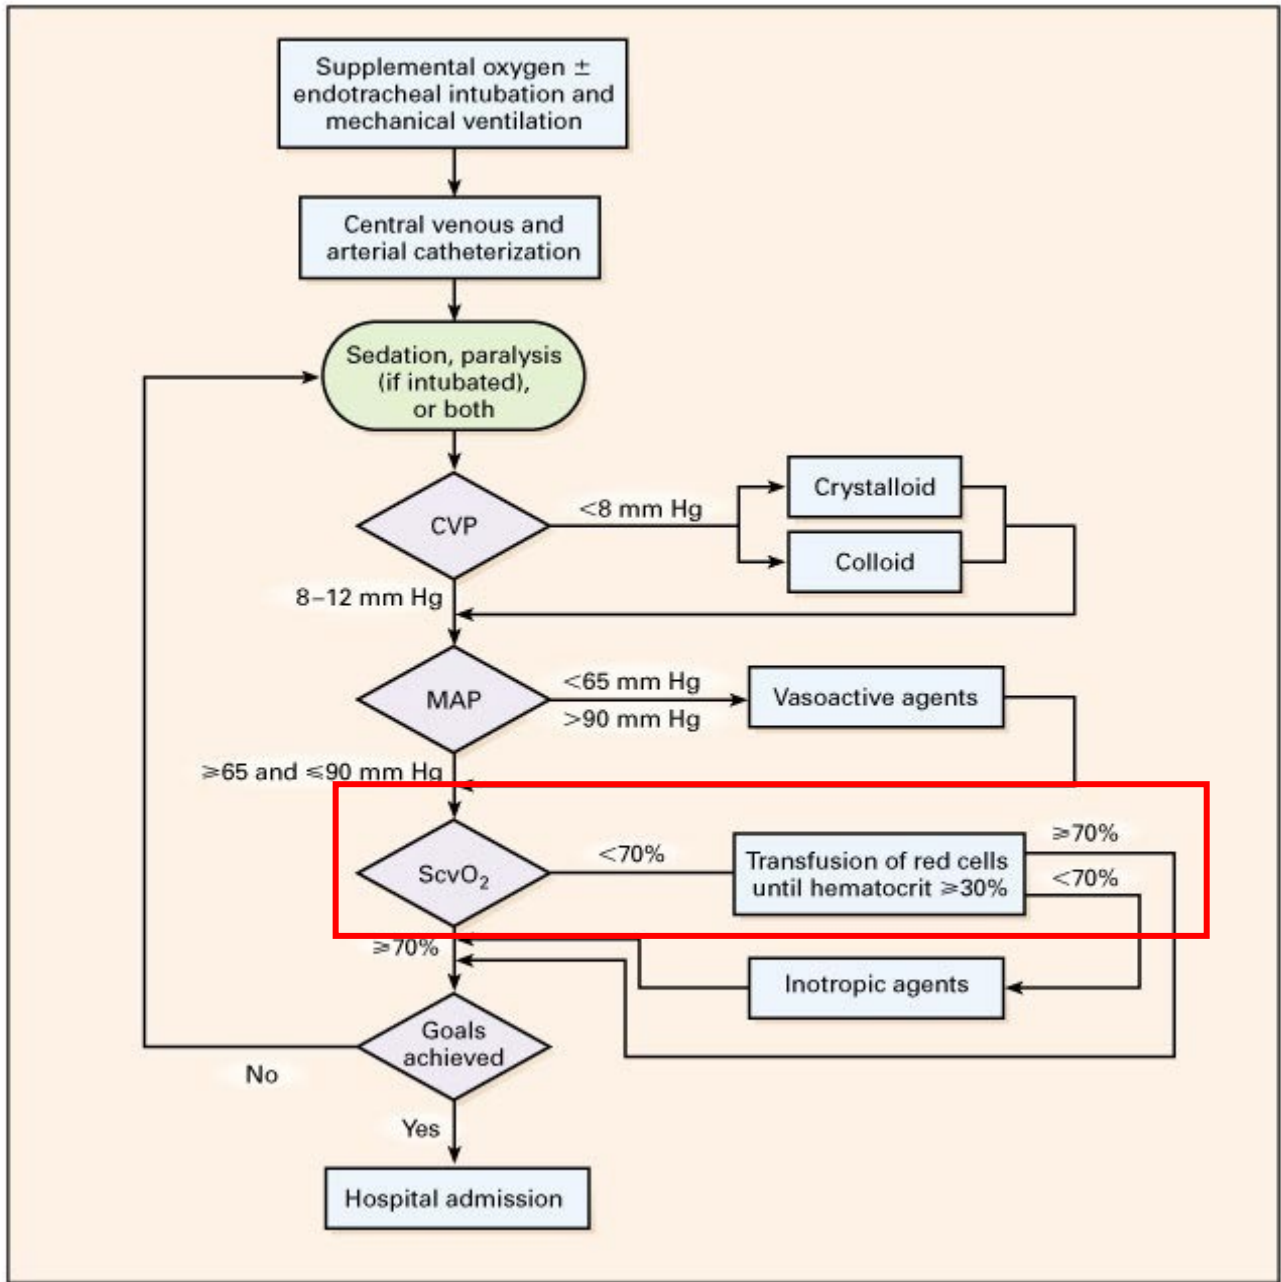 Supplemental oxygen ±
endotracheal intubation and
mechanical ventilation
Central venous and
arterial catheterization
Sedation, paralysis
(if intubated),
or both
CVP
<8 mm Hg
Crystalloid
Colloid
8–12 mm Hg
MAP
<65 mm Hg
>90 mm Hg
Vasoactive agents
⩾65 and ⩽90 mm Hg
ScvO₂
<70%
Transfusion of red cells
until hematocrit ⩾30%
⩾70%
<70%
⩾70%
Inotropic agents
Goals
achieved
No
Yes
Hospital admission